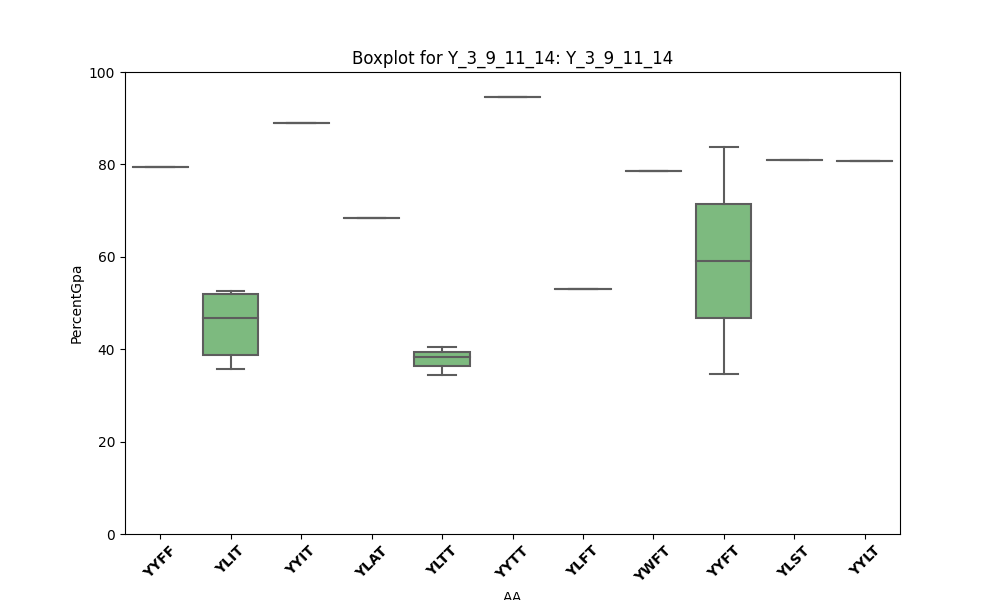 Boxplot for Y_3_9_11_14: Y_3_9_11_14
100
80
60
40
20
0
PercentGpa
YYFF
YLIT
YYIT
YLAT
YLTT
YYTT
YLFT
YWFT
YYFT
YLST
YYLT
AA